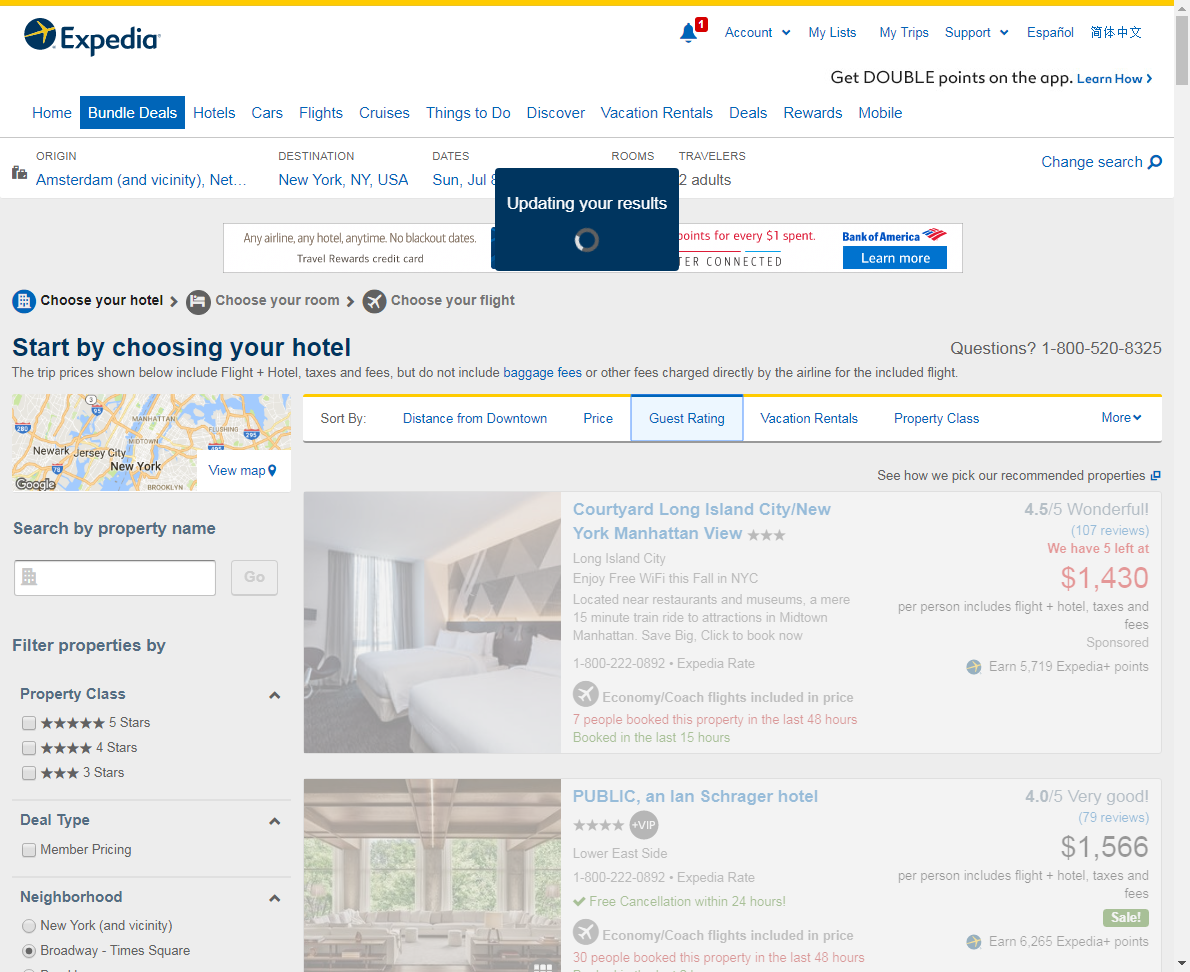 Expedia
1
Account
My Lists
My Trips
Support
Español
简体中文
Get DOUBLE points on the app. Learn How
Home
Bundle Deals
Hotels
Cars
Flights
Cruises
Things to Do
Discover
Vacation Rentals
Deals
Rewards
Mobile
ORIGIN
Amsterdam (and vicinity), Net…
DESTINATION
New York, NY, USA
DATES
Sun, Jul
ROOMS
TRAVELERS
2 adults
Change search
Updating your results
Any airline, any hotel, anytime. No blackout dates.
Travel Rewards credit card
points for every $1 spent.
CONNECTED
Bank of America
Learn more
Choose your hotel
Choose your room
Choose your flight
Start by choosing your hotel
Questions? 1-800-520-8325
The trip prices shown below include Flight + Hotel, taxes and fees, but do not include baggage fees or other fees charged directly by the airline for the included flight.
3
95
MANHATTAN
FLUSHING
280
MIDTOWN
295
495
Newark
Jersey City
New York
78
BROOKLYN
Google
View map
Sort By:
Distance from Downtown
Price
Guest Rating
Vacation Rentals
Property Class
More
See how we pick our recommended properties
Search by property name
Go
Filter properties by
Property Class
5 Stars
4 Stars
3 Stars
Deal Type
Member Pricing
Neighborhood
New York (and vicinity)
Broadway - Times Square
Courtyard Long Island City/New
York Manhattan View
Long Island City
Enjoy Free WiFi this Fall in NYC
Located near restaurants and museums, a mere
15 minute train ride to attractions in Midtown
Manhattan. Save Big, Click to book now
1-800-222-0892 • Expedia Rate
Economy/Coach flights included in price
7 people booked this property in the last 48 hours
Booked in the last 15 hours
4.5/5 Wonderful!
(107 reviews)
We have 5 left at
$1,430
per person includes flight + hotel, taxes and
fees
Sponsored
Earn 5,719 Expedia+ points
PUBLIC, an Ian Schrager hotel
+VIP
Lower East Side
1-800-222-0892 • Expedia Rate
Free Cancellation within 24 hours!
Economy/Coach flights included in price
30 people booked this property in the last 48 hours
4.0/5 Very good!
(79 reviews)
$1,566
per person includes flight + hotel, taxes and
fees
Sale!
Earn 6,265 Expedia+ points